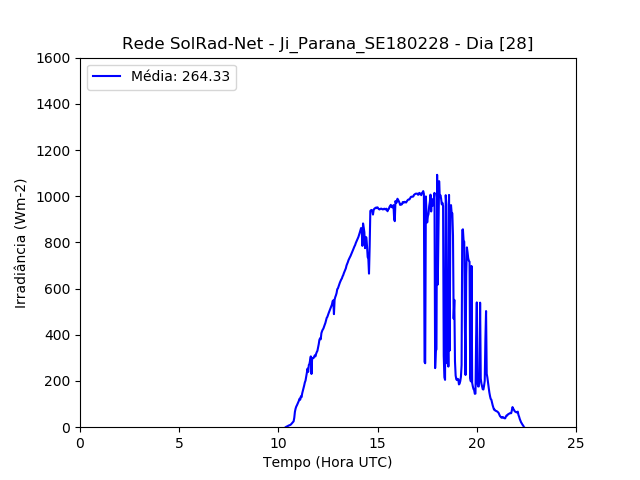 Rede SolRad-Net - Ji_Parana_SE180228 - Dia [28]
Média: 264.33
1600
1400
1200
1000
800
600
400
200
0
Irradiância (Wm-2)
0 5 10 15 20 25
Tempo (Hora UTC)